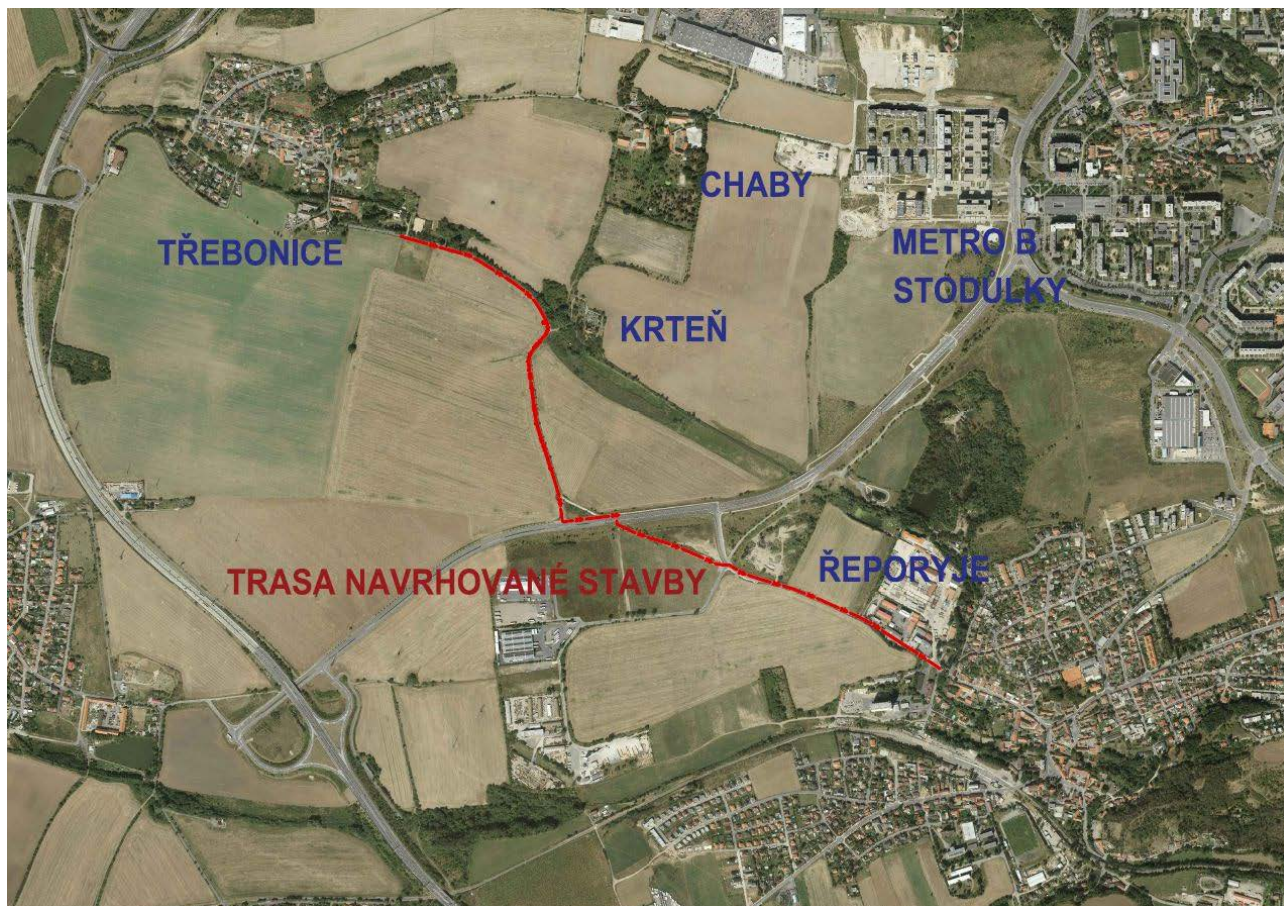 CHABY
TŘEBONICE
METRO B
STODŮLKY
KRTEŇ
TRASA NAVRHOVANÉ STAVBY
ŘEPORYJE